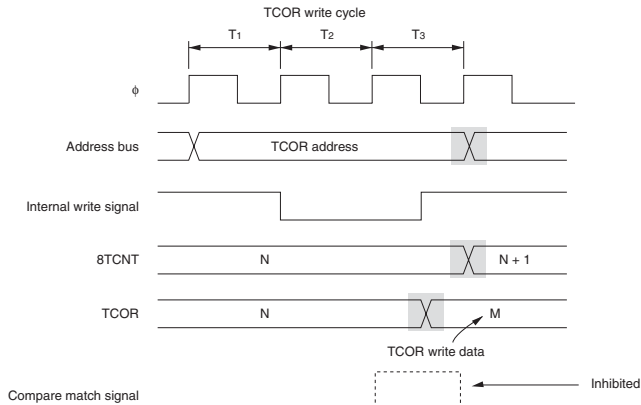 TCOR write cycle
T1 T2 T3
ϕ
Address bus TCOR address
Internal write signal
8TCNT N N + 1
TCOR N M
TCOR write data
Compare match signal Inhibited